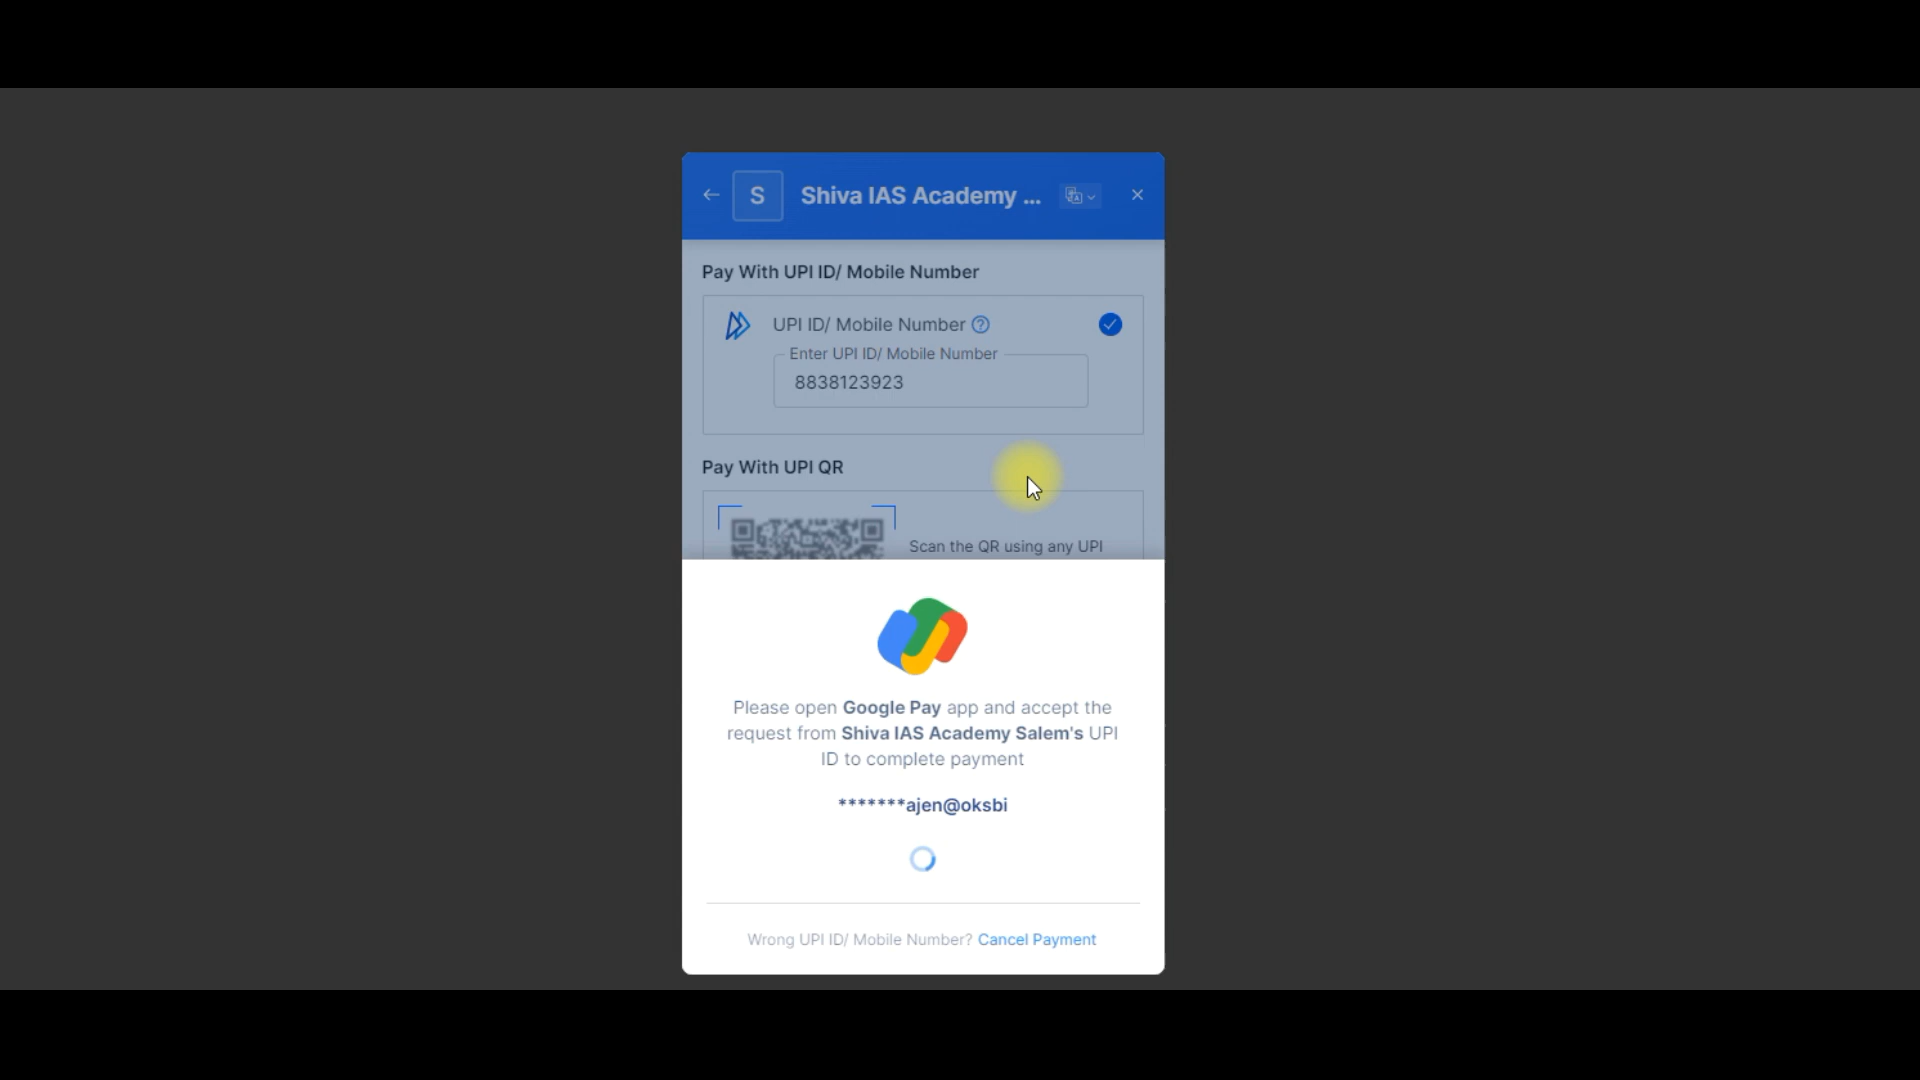 S
Shiva IAS Academy ...
Pay With UPI ID/ Mobile Number
UPI ID/ Mobile Number
Enter UPI ID/ Mobile Number
8838123923
Pay With UPI QR
Scan the QR using any UPI
Please open Google Pay app and accept the
request from Shiva IAS Academy Salem's UPI
ID to complete payment
*******ajen@oksbi
Wrong UPI ID/ Mobile Number? Cancel Payment